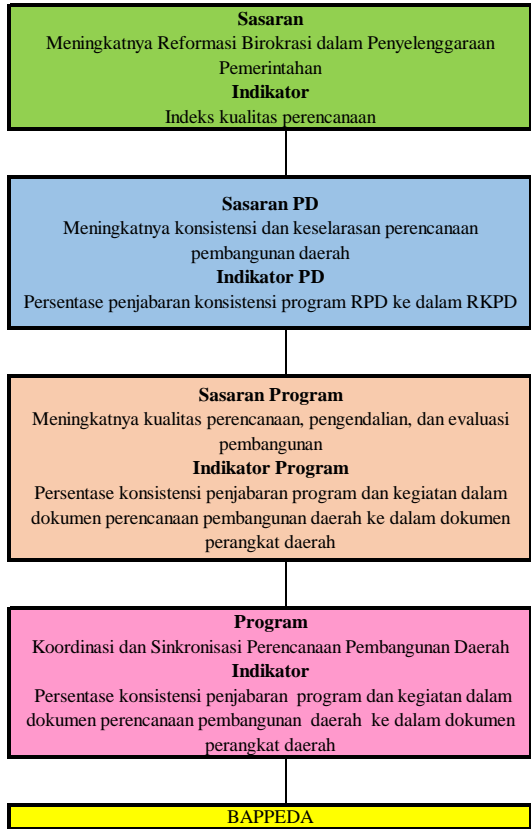 Sasaran
Meningkatnya Reformasi Birokrasi dalam Penyelenggaraan
Pemerintahan
Indikator
Indeks kualitas perencanaan
Sasaran PD
Meningkatnya konsistensi dan keselarasan perencanaan
pembangunan daerah
Indikator PD
Persentase penjabaran konsistensi program RPD ke dalam RKPD
Sasaran Program
Meningkatnya kualitas perencanaan, pengendalian, dan evaluasi
pembangunan
Indikator Program
Persentase konsistensi penjabaran program dan kegiatan dalam
dokumen perencanaan pembangunan daerah ke dalam dokumen
perangkat daerah
Program
Koordinasi dan Sinkronisasi Perencanaan Pembangunan Daerah
Indikator
Persentase konsistensi penjabaran  program dan kegiatan dalam
dokumen perencanaan pembangunan  daerah  ke dalam dokumen
perangkat daerah
BAPPEDA